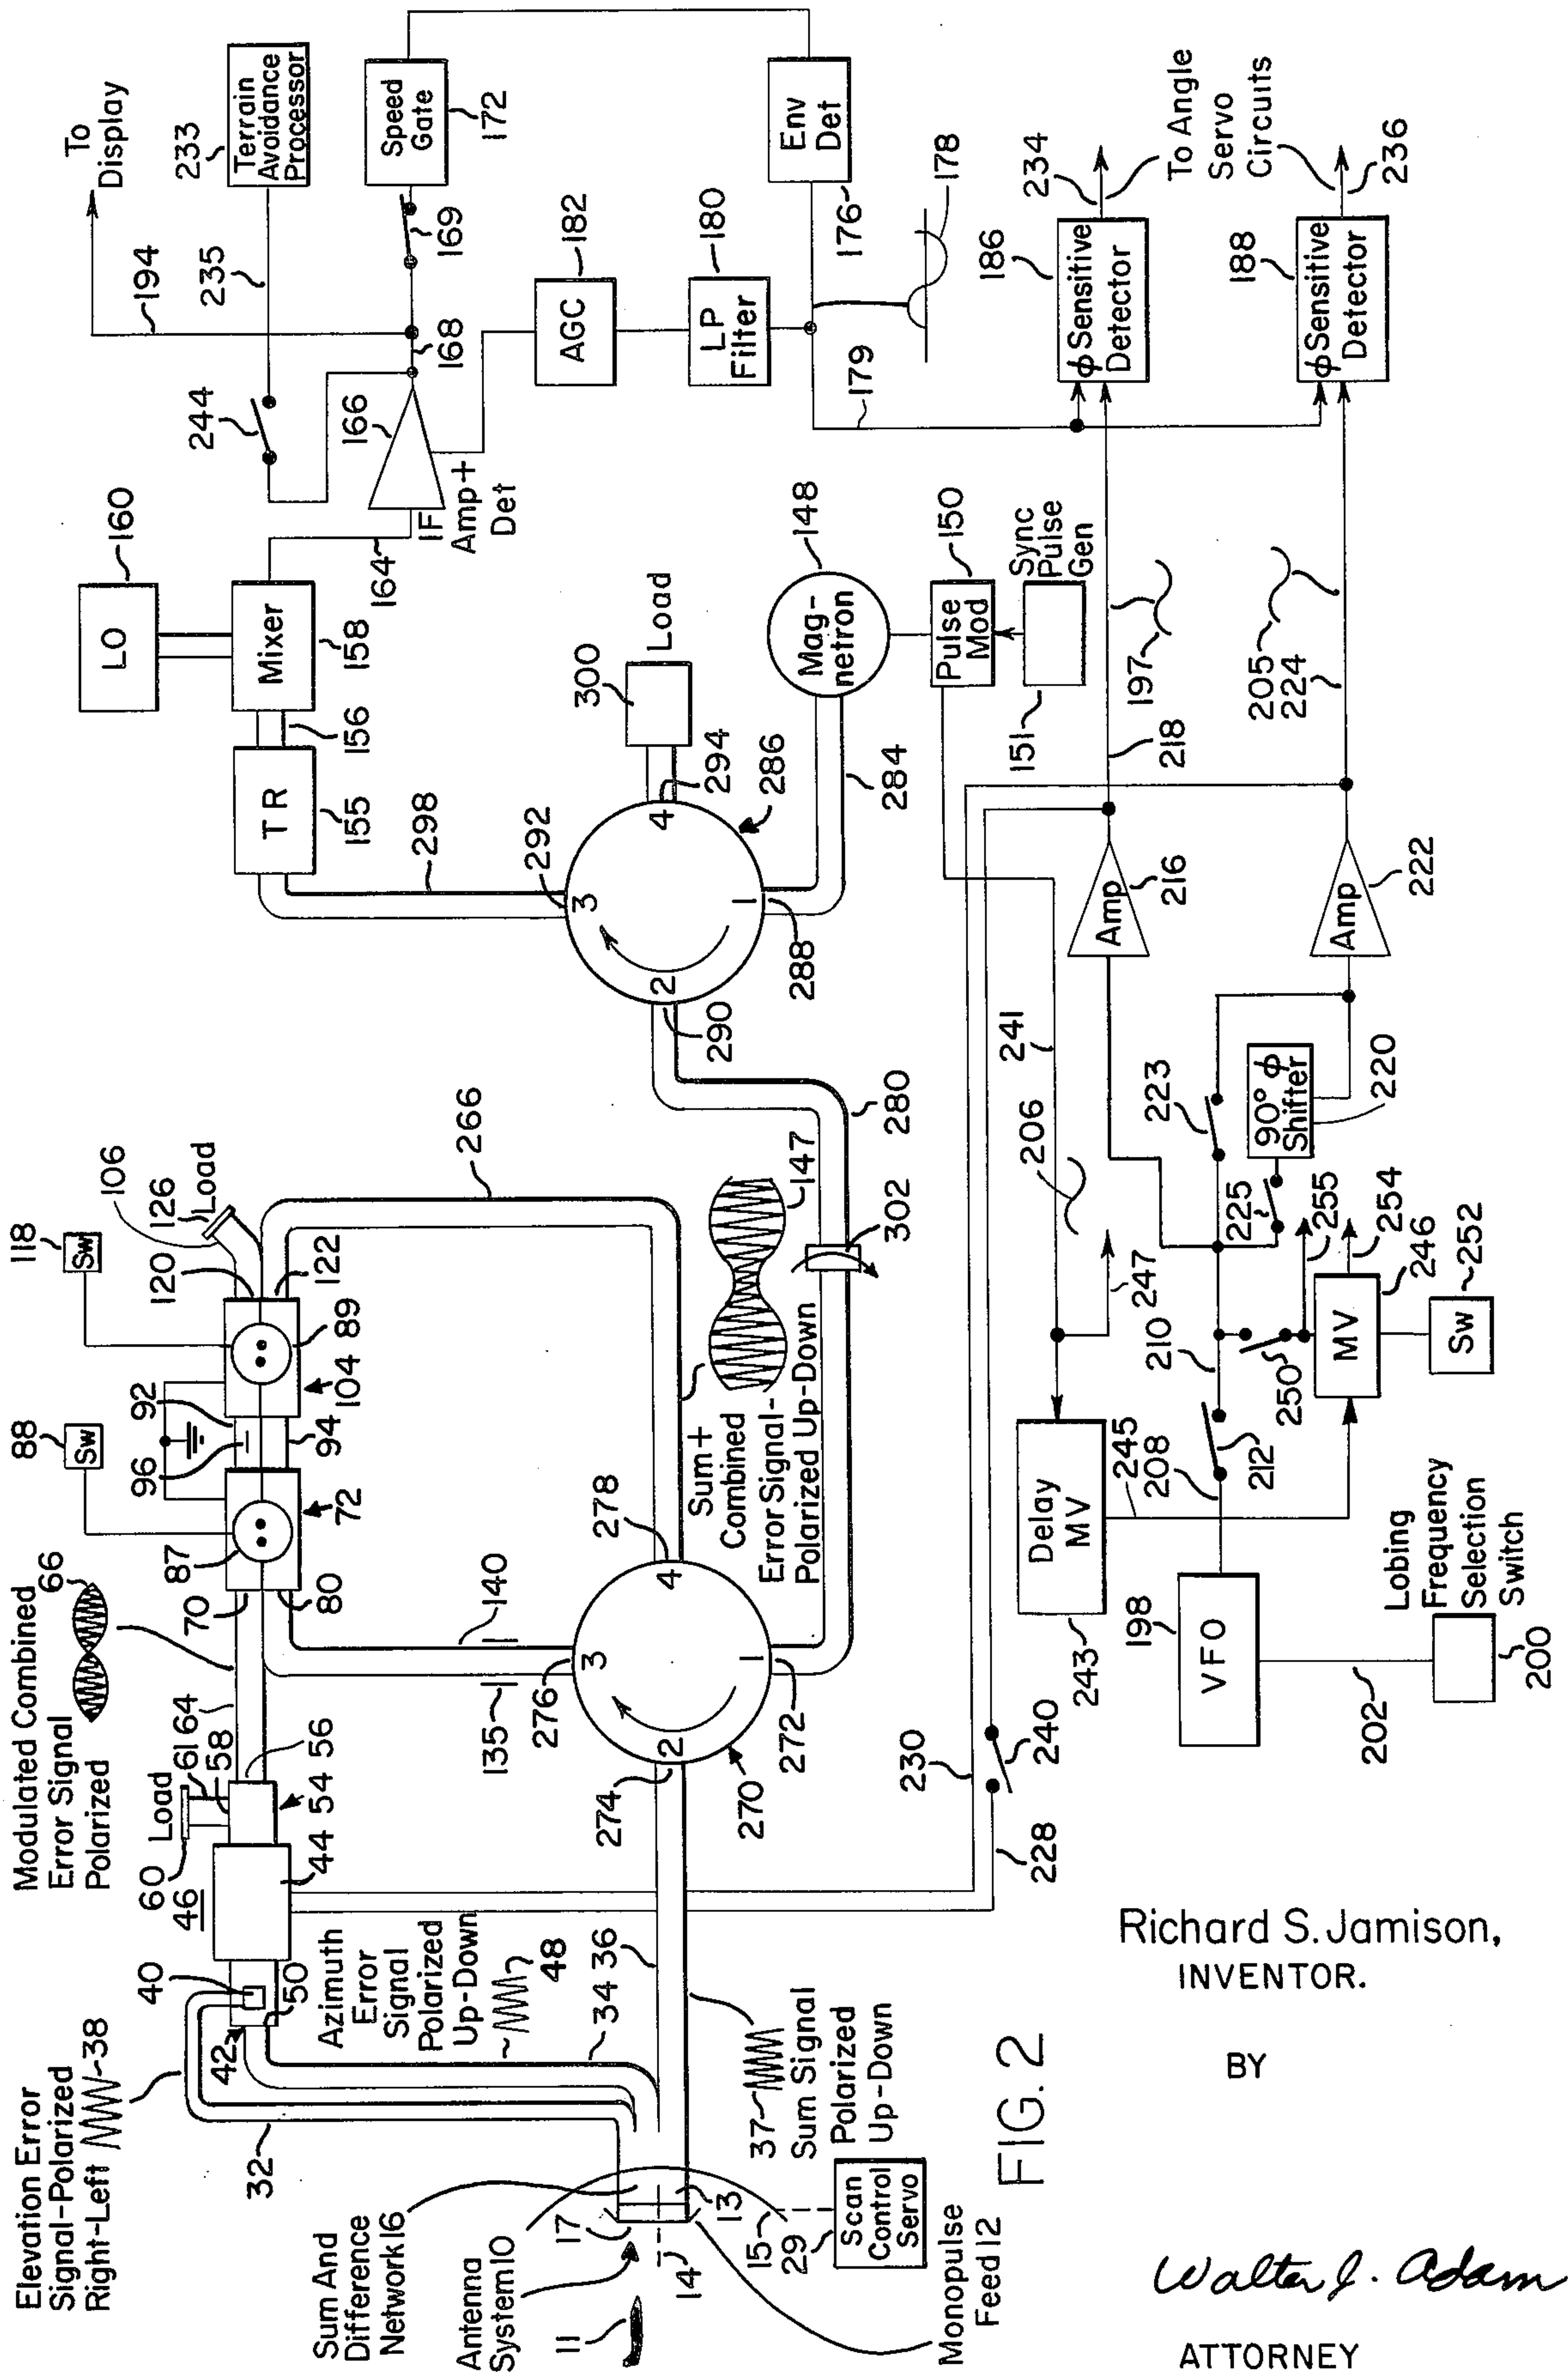 Elevation Error
Signal-Polarized
Right-Left
38
32
42
40
50
46
44
60
Load
61
58
54
56
64
Modulated Combined
Error Signal
Polarized
66
70
80
87
72
88
Sw
96
92
94
104
89
118
Sw
120
122
106
126
Load
266
Azimuth
Error
Signal
Polarized
Up-Down
48
34
36
37
Sum Signal
Polarized
Up-Down
Sum And
Difference
Network 16
Antenna
System 10
11
17
14
13
15
29
Scan
Control
Servo
Monopulse
Feed 12
135
140
276
3
274
2
270
1
272
4
278
Sum +
Combined
Error Signal-
Polarized Up-Down
147
302
280
290
2
3
292
1
288
4
294
286
284
298
300
Load
TR
155
156
Mixer
158
LO
160
164
IF
Amp +
Det
166
168
244
235
194
To
Display
233
Terrain
Avoidance
Processor
169
Speed
Gate
172
AGC
182
LP
Filter
180
Env
Det
176
178
179
Mag-
netron
148
Pulse
Mod
150
Sync
Pulse
Gen
151
186
ϕ Sensitive
Detector
234
To Angle
Servo
Circuits
188
ϕ Sensitive
Detector
236
197
218
205
224
Amp
216
Amp
222
241
206
247
223
90° ϕ
Shifter
220
225
255
254
MV
246
Sw
252
250
210
212
208
245
Delay
MV
243
198
VFO
202
Lobing
Frequency
Selection
Switch
200
230
240
228
FIG. 2
Richard S. Jamison,
INVENTOR.
BY
Walter J. Adam
ATTORNEY